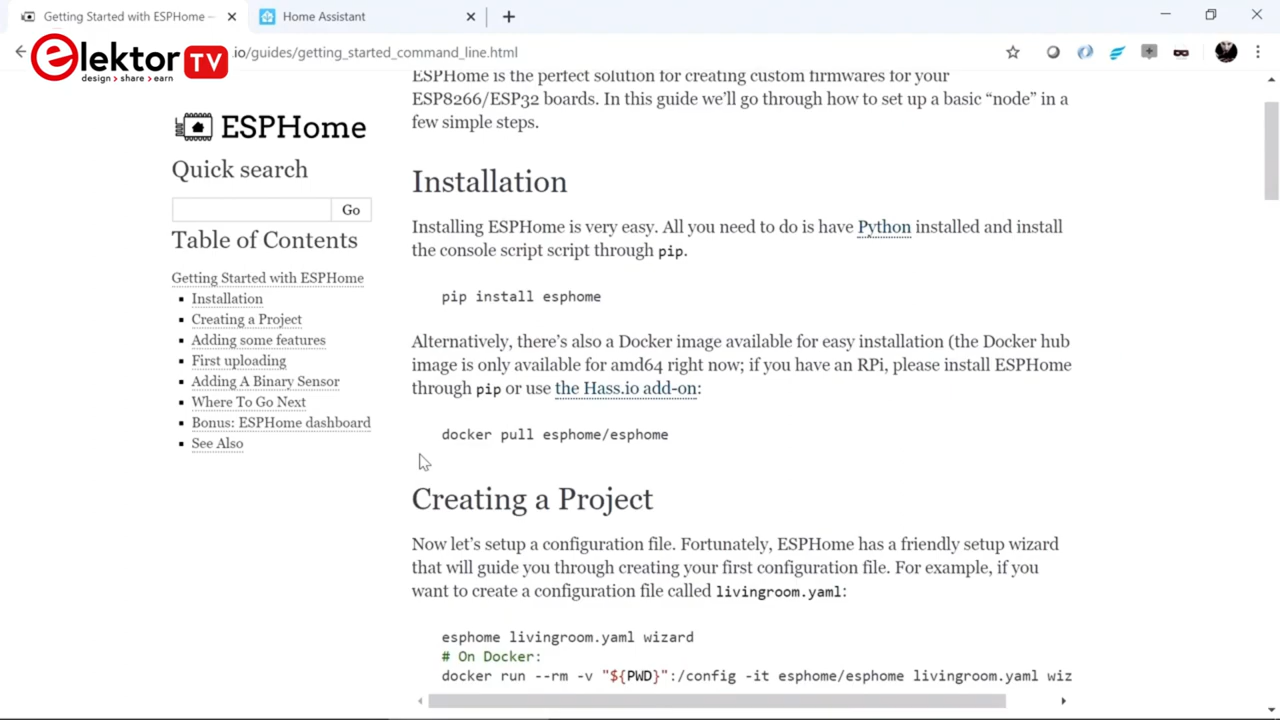 Getting Started with ESPHome —
Home Assistant
elektor TV
design > share > earn
.io/guides/getting_started_command_line.html
ESPHome is the perfect solution for creating custom firmwares for your
ESP8266/ESP32 boards. In this guide we'll go through how to set up a basic “node” in a
few simple steps.
ESPHome
Quick search
Go
Table of Contents
Getting Started with ESPHome
Installation
Creating a Project
Adding some features
First uploading
Adding A Binary Sensor
Where To Go Next
Bonus: ESPHome dashboard
See Also
Installation
Installing ESPHome is very easy. All you need to do is have Python installed and install
the console script script through pip.
pip install esphome
Alternatively, there's also a Docker image available for easy installation (the Docker hub
image is only available for amd64 right now; if you have an RPi, please install ESPHome
through pip or use the Hass.io add-on:
docker pull esphome/esphome
Creating a Project
Now let's setup a configuration file. Fortunately, ESPHome has a friendly setup wizard
that will guide you through creating your first configuration file. For example, if you
want to create a configuration file called livingroom.yaml:
esphome livingroom.yaml wizard
# On Docker:
docker run --rm -v "${PWD}":/config -it esphome/esphome livingroom.yaml wiz